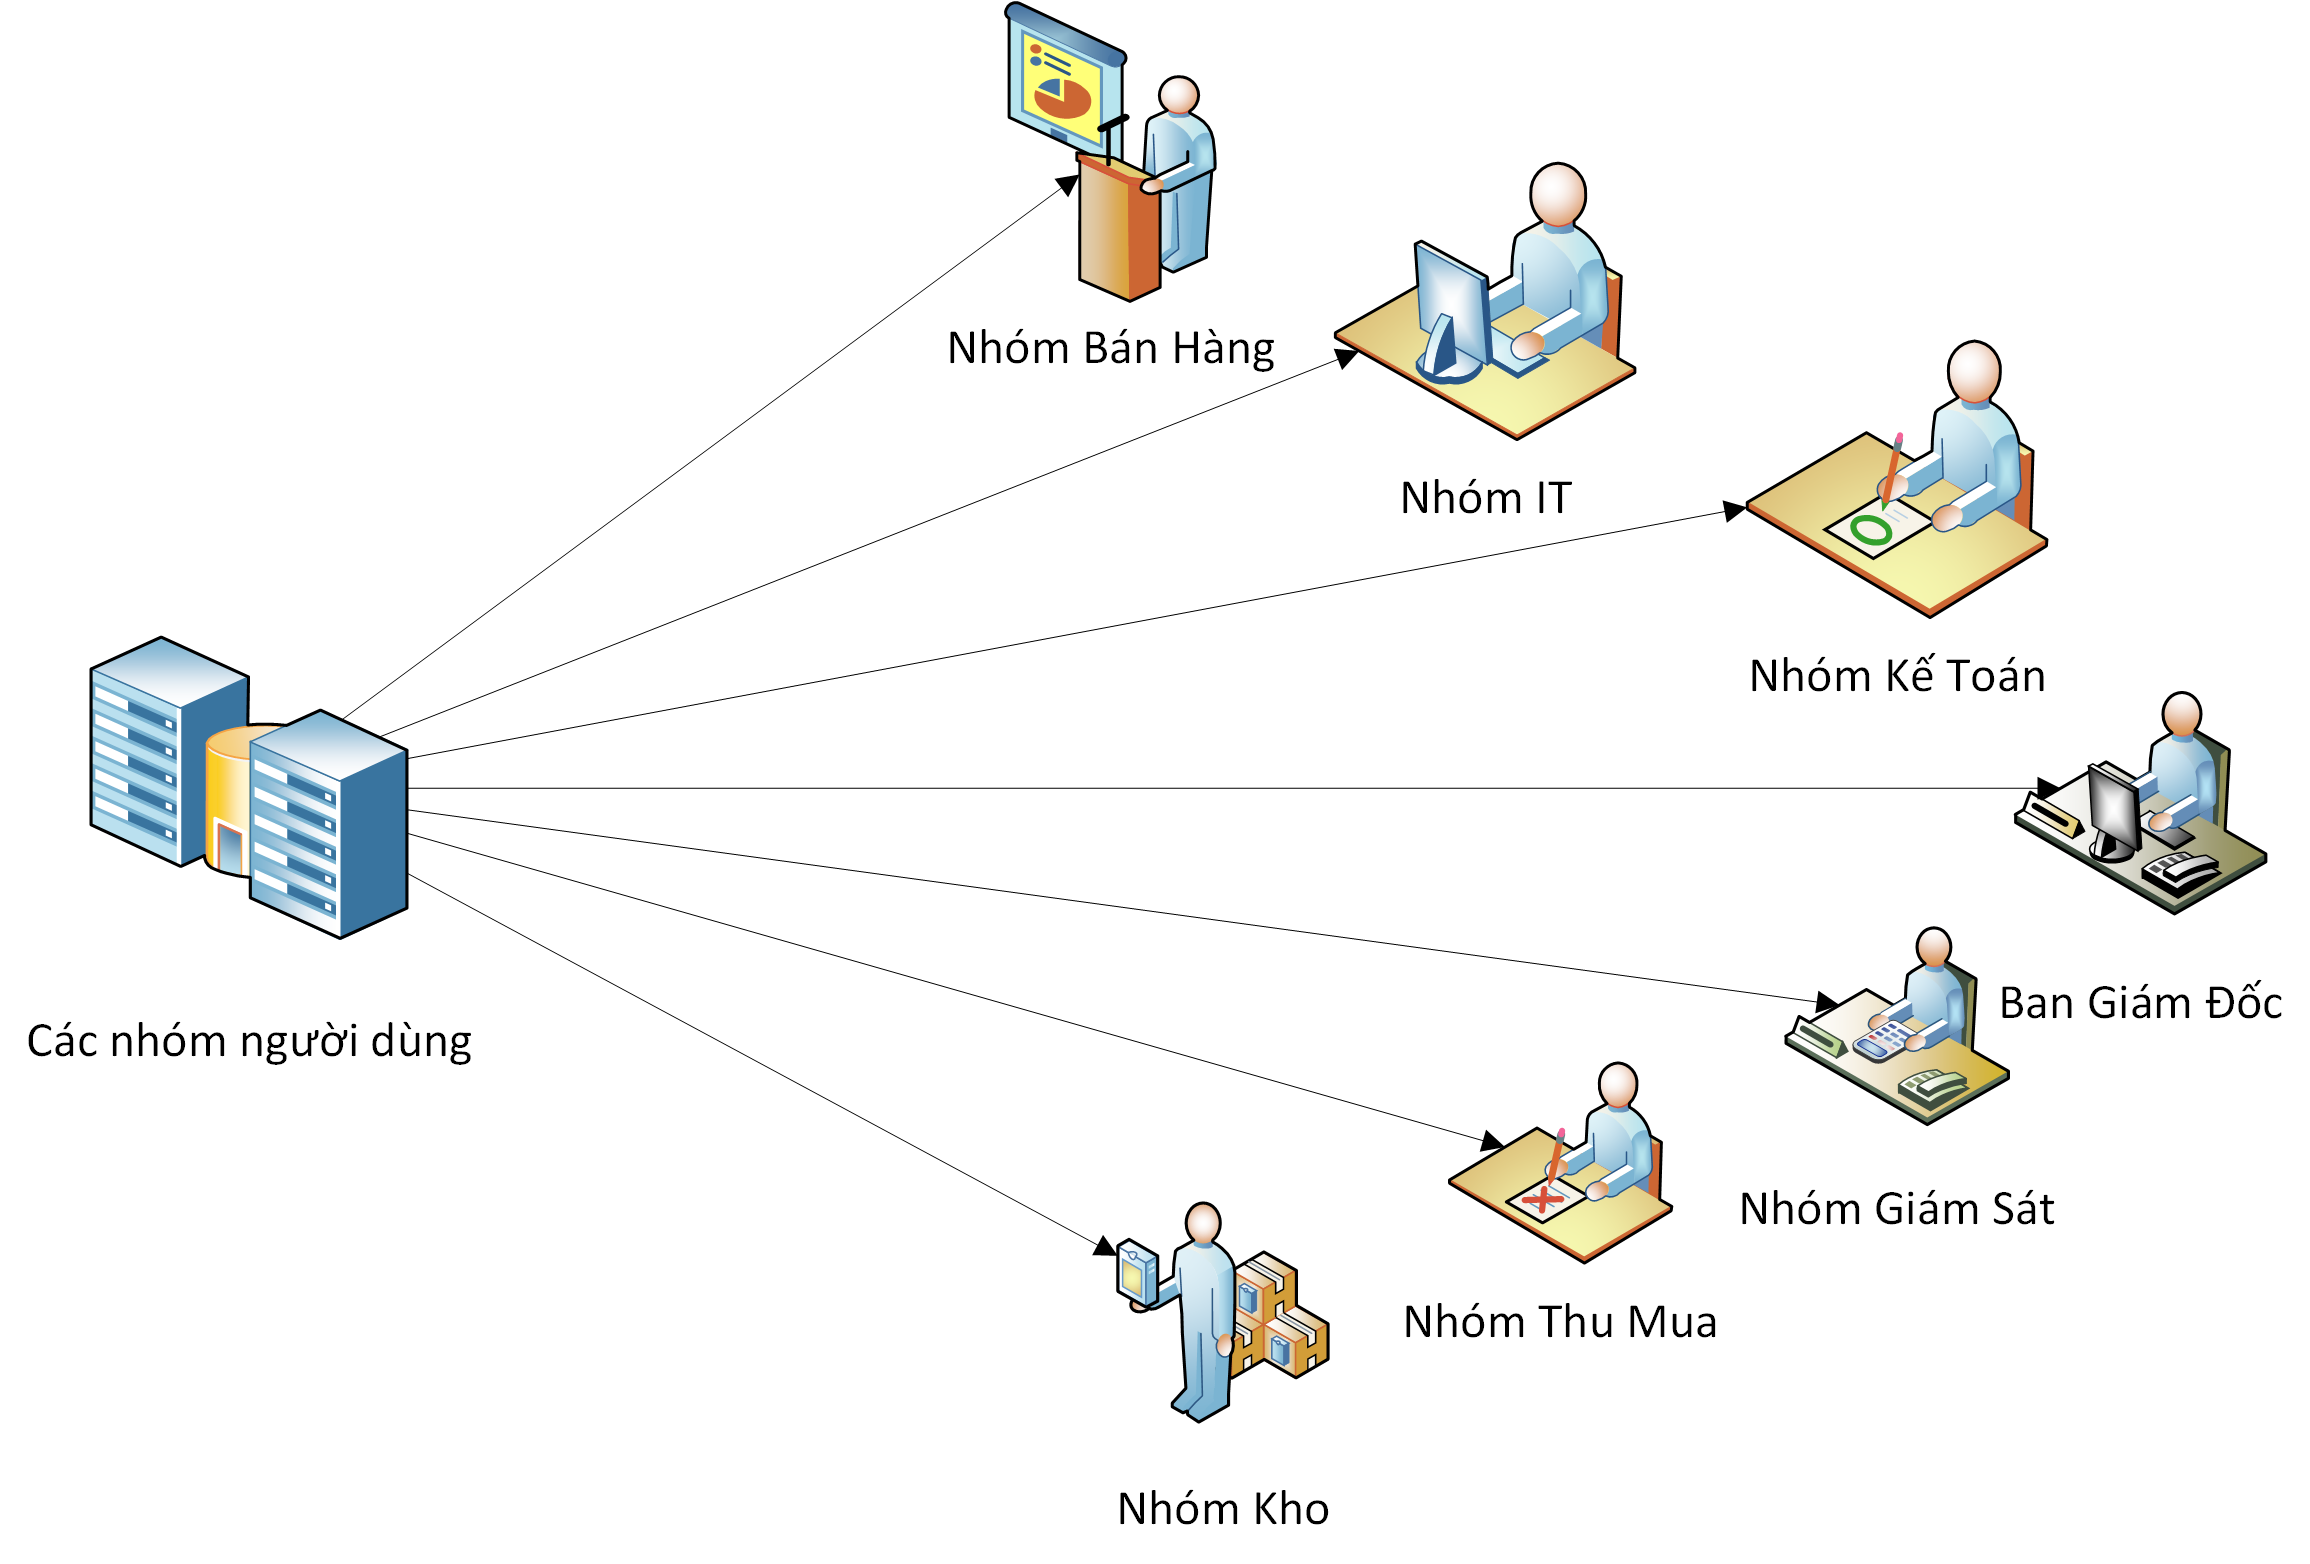 Nhóm Bán Hàng
Nhóm IT
Nhóm Kế Toán
Ban Giám Đốc
Các nhóm người dùng
Nhóm Giám Sát
Nhóm Thu Mua
Nhóm Kho